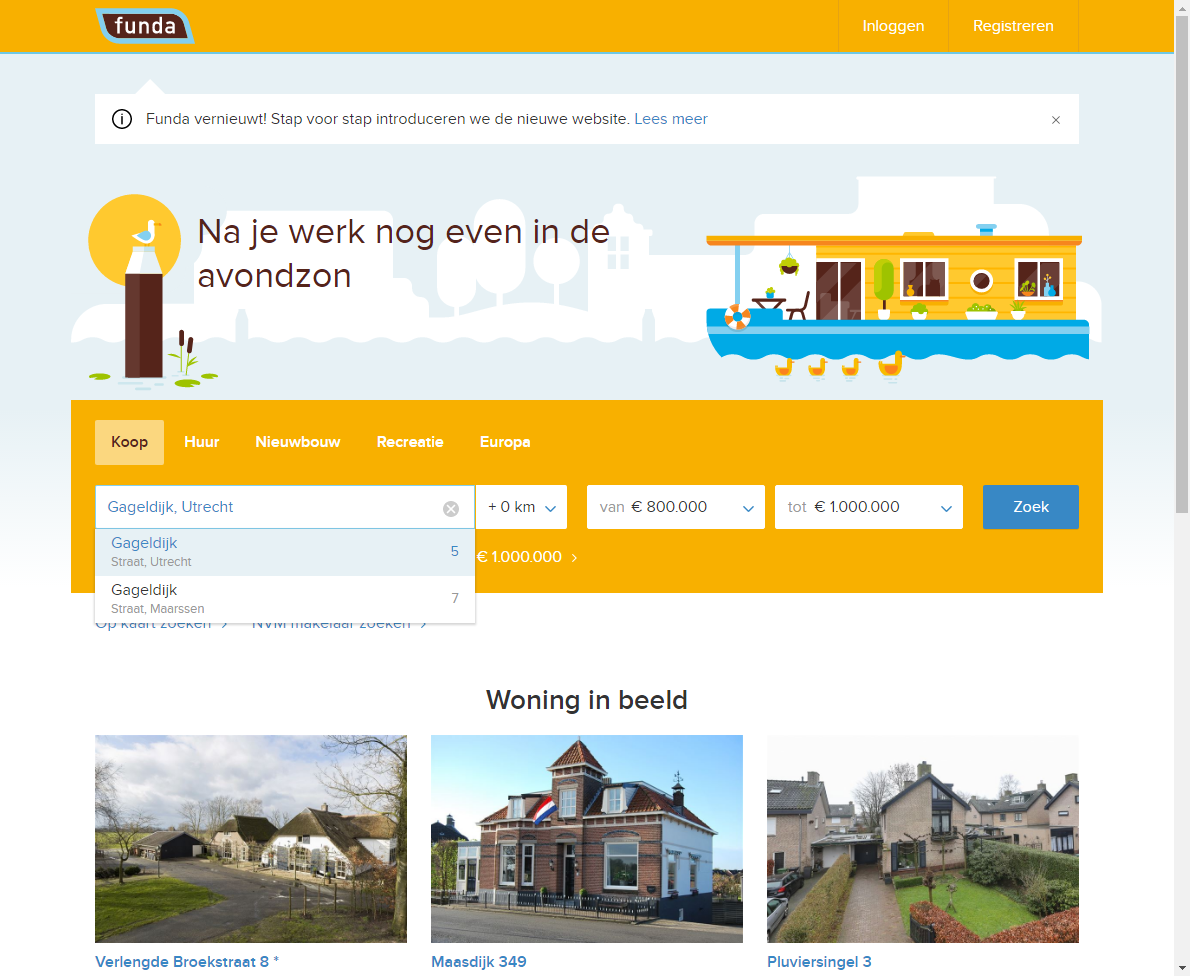 funda
Inloggen
Registreren
Funda vernieuwt! Stap voor stap introduceren we de nieuwe website. Lees meer
Na je werk nog even in de
avondzon
Koop
Huur
Nieuwbouw
Recreatie
Europa
Gageldijk, Utrecht
+ 0 km
van € 800.000
tot € 1.000.000
Zoek
Gageldijk
Straat, Utrecht
5
€ 1.000.000
Gageldijk
Straat, Maarssen
7
Op kaart zoeken
NVM makelaar zoeken
Woning in beeld
Verlengde Broekstraat 8 *
Maasdijk 349
Pluviersingel 3